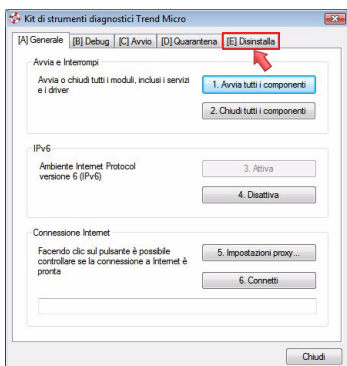 Kit di strumenti diagnostici Trend Micro
[A] Generale [B] Debug [C] Avvio [D] Quarantena [E] Disinstalla
Avvia e Interrompi
Avvia o chiudi tutti i moduli, inclusi i servizi
e i driver
1. Avvia tutti i componenti
2. Chiudi tutti i componenti
IPv6
Ambiente Internet Protocol
versione 6 (IPv6)
3. Attiva
4. Disattiva
Connessione Internet
Facendo clic sul pulsante è possibile
controllare se la connessione a Internet è
pronta
5. Impostazioni proxy...
6. Connetti
Chiudi